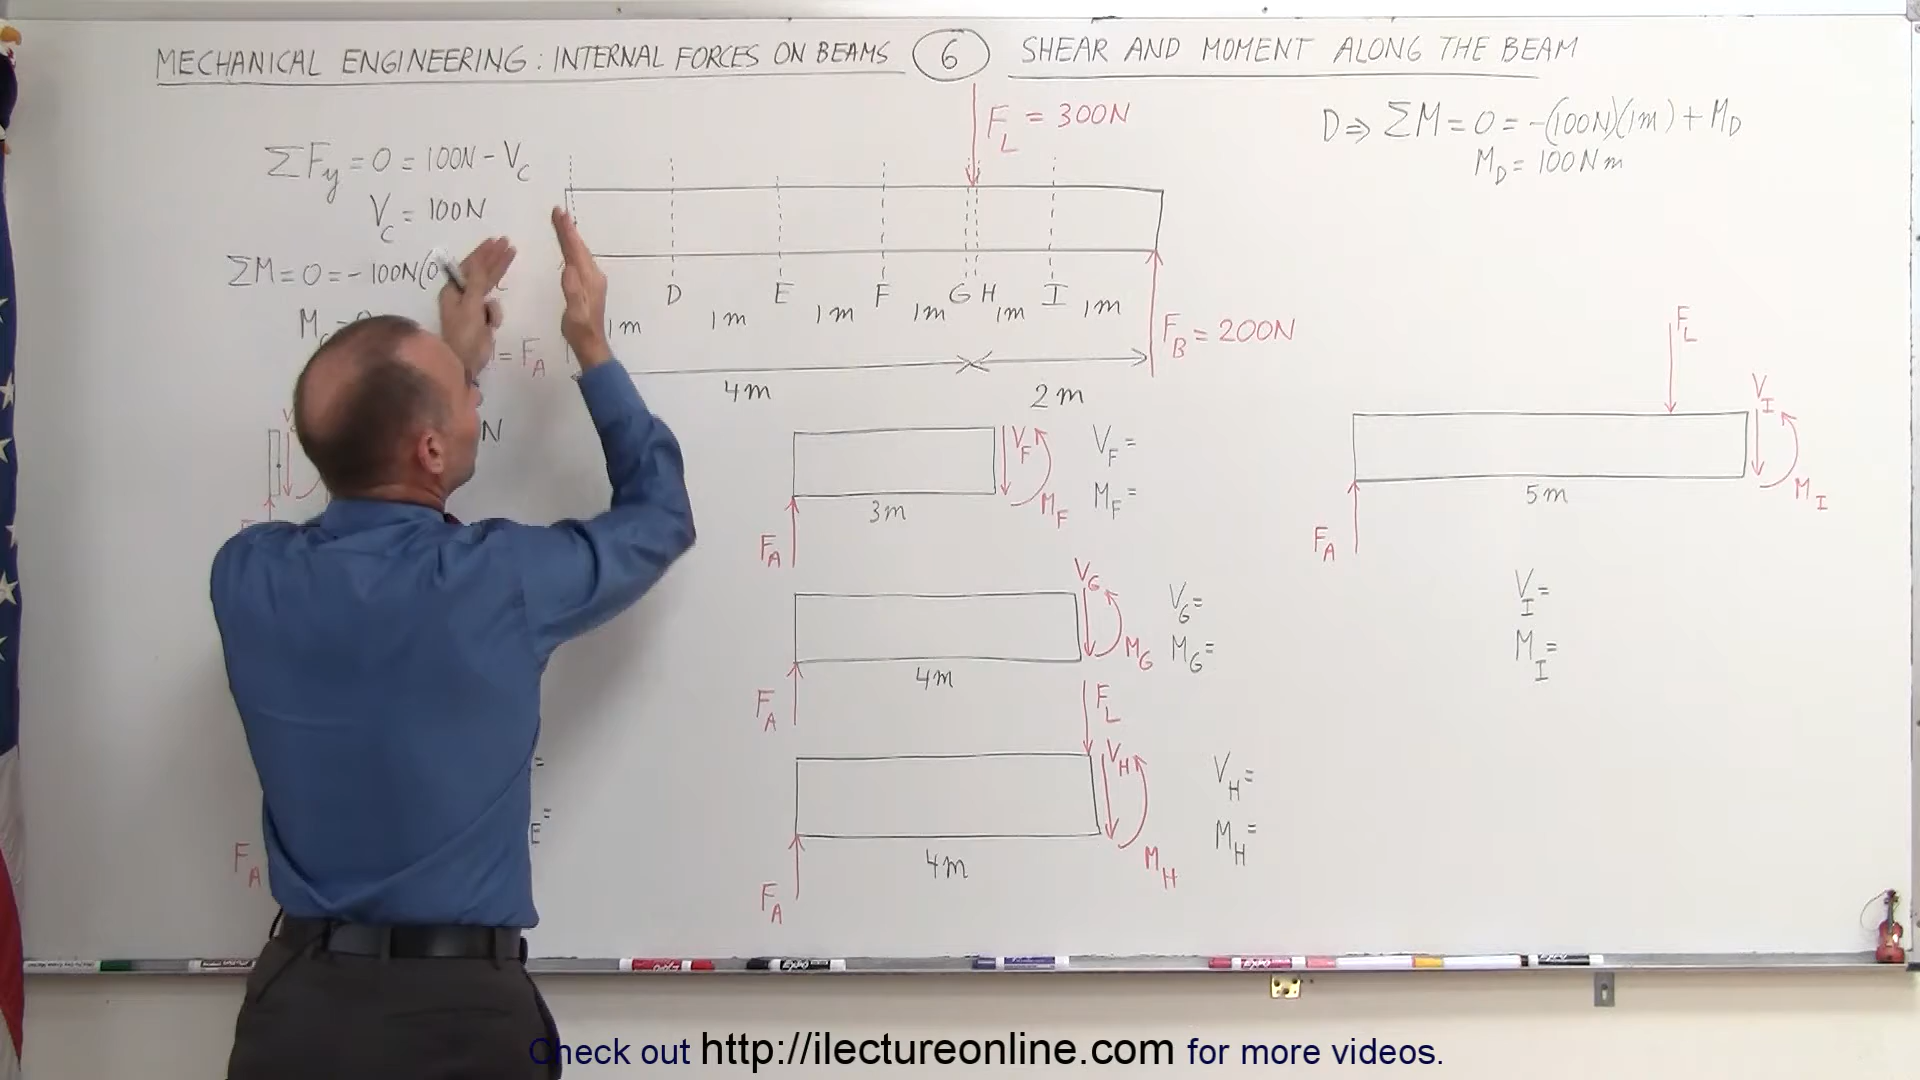 MECHANICAL ENGINEERING: INTERNAL FORCES ON BEAMS 6 SHEAR AND MOMENT ALONG THE BEAM
ΣF_y = 0 = 100N - V_C
V_C = 100N
ΣM = 0 = - 100N(0
M
= F_A
N
F_L = 300N
D E F G H I
1m 1m 1m 1m 1m 1m
4m 2m
F_B = 200N
D ⇒ ΣM = 0 = -(100N)(1m) + M_D
M_D = 100 N m
F_A
=
E =
V_F M_F
3m
F_A
V_F =
M_F =
V_G M_G
4m
F_A
V_G =
M_G =
F_L
V_H M_H
4m
F_A
V_H =
M_H =
F_L
V_I M_I
5m
F_A
V_I =
M_I =
EXPO
EXPO
EXPO
EXPO
Check out http://ilectureonline.com for more videos.